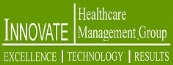 INNOVATE Healthcare
Management Group
EXCELLENCE TECHNOLOGY RESULTS